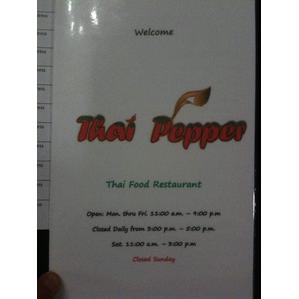 Welcome
Thai Pepper
Thai Food Restaurant
Open: Mon. thru Fri. 11:00 a.m. – 9:00 p.m
Closed Daily from 3:00 p.m. – 5:00 p.m.
Sat. 11:00 a.m. – 3:00 p.m
Closed Sunday